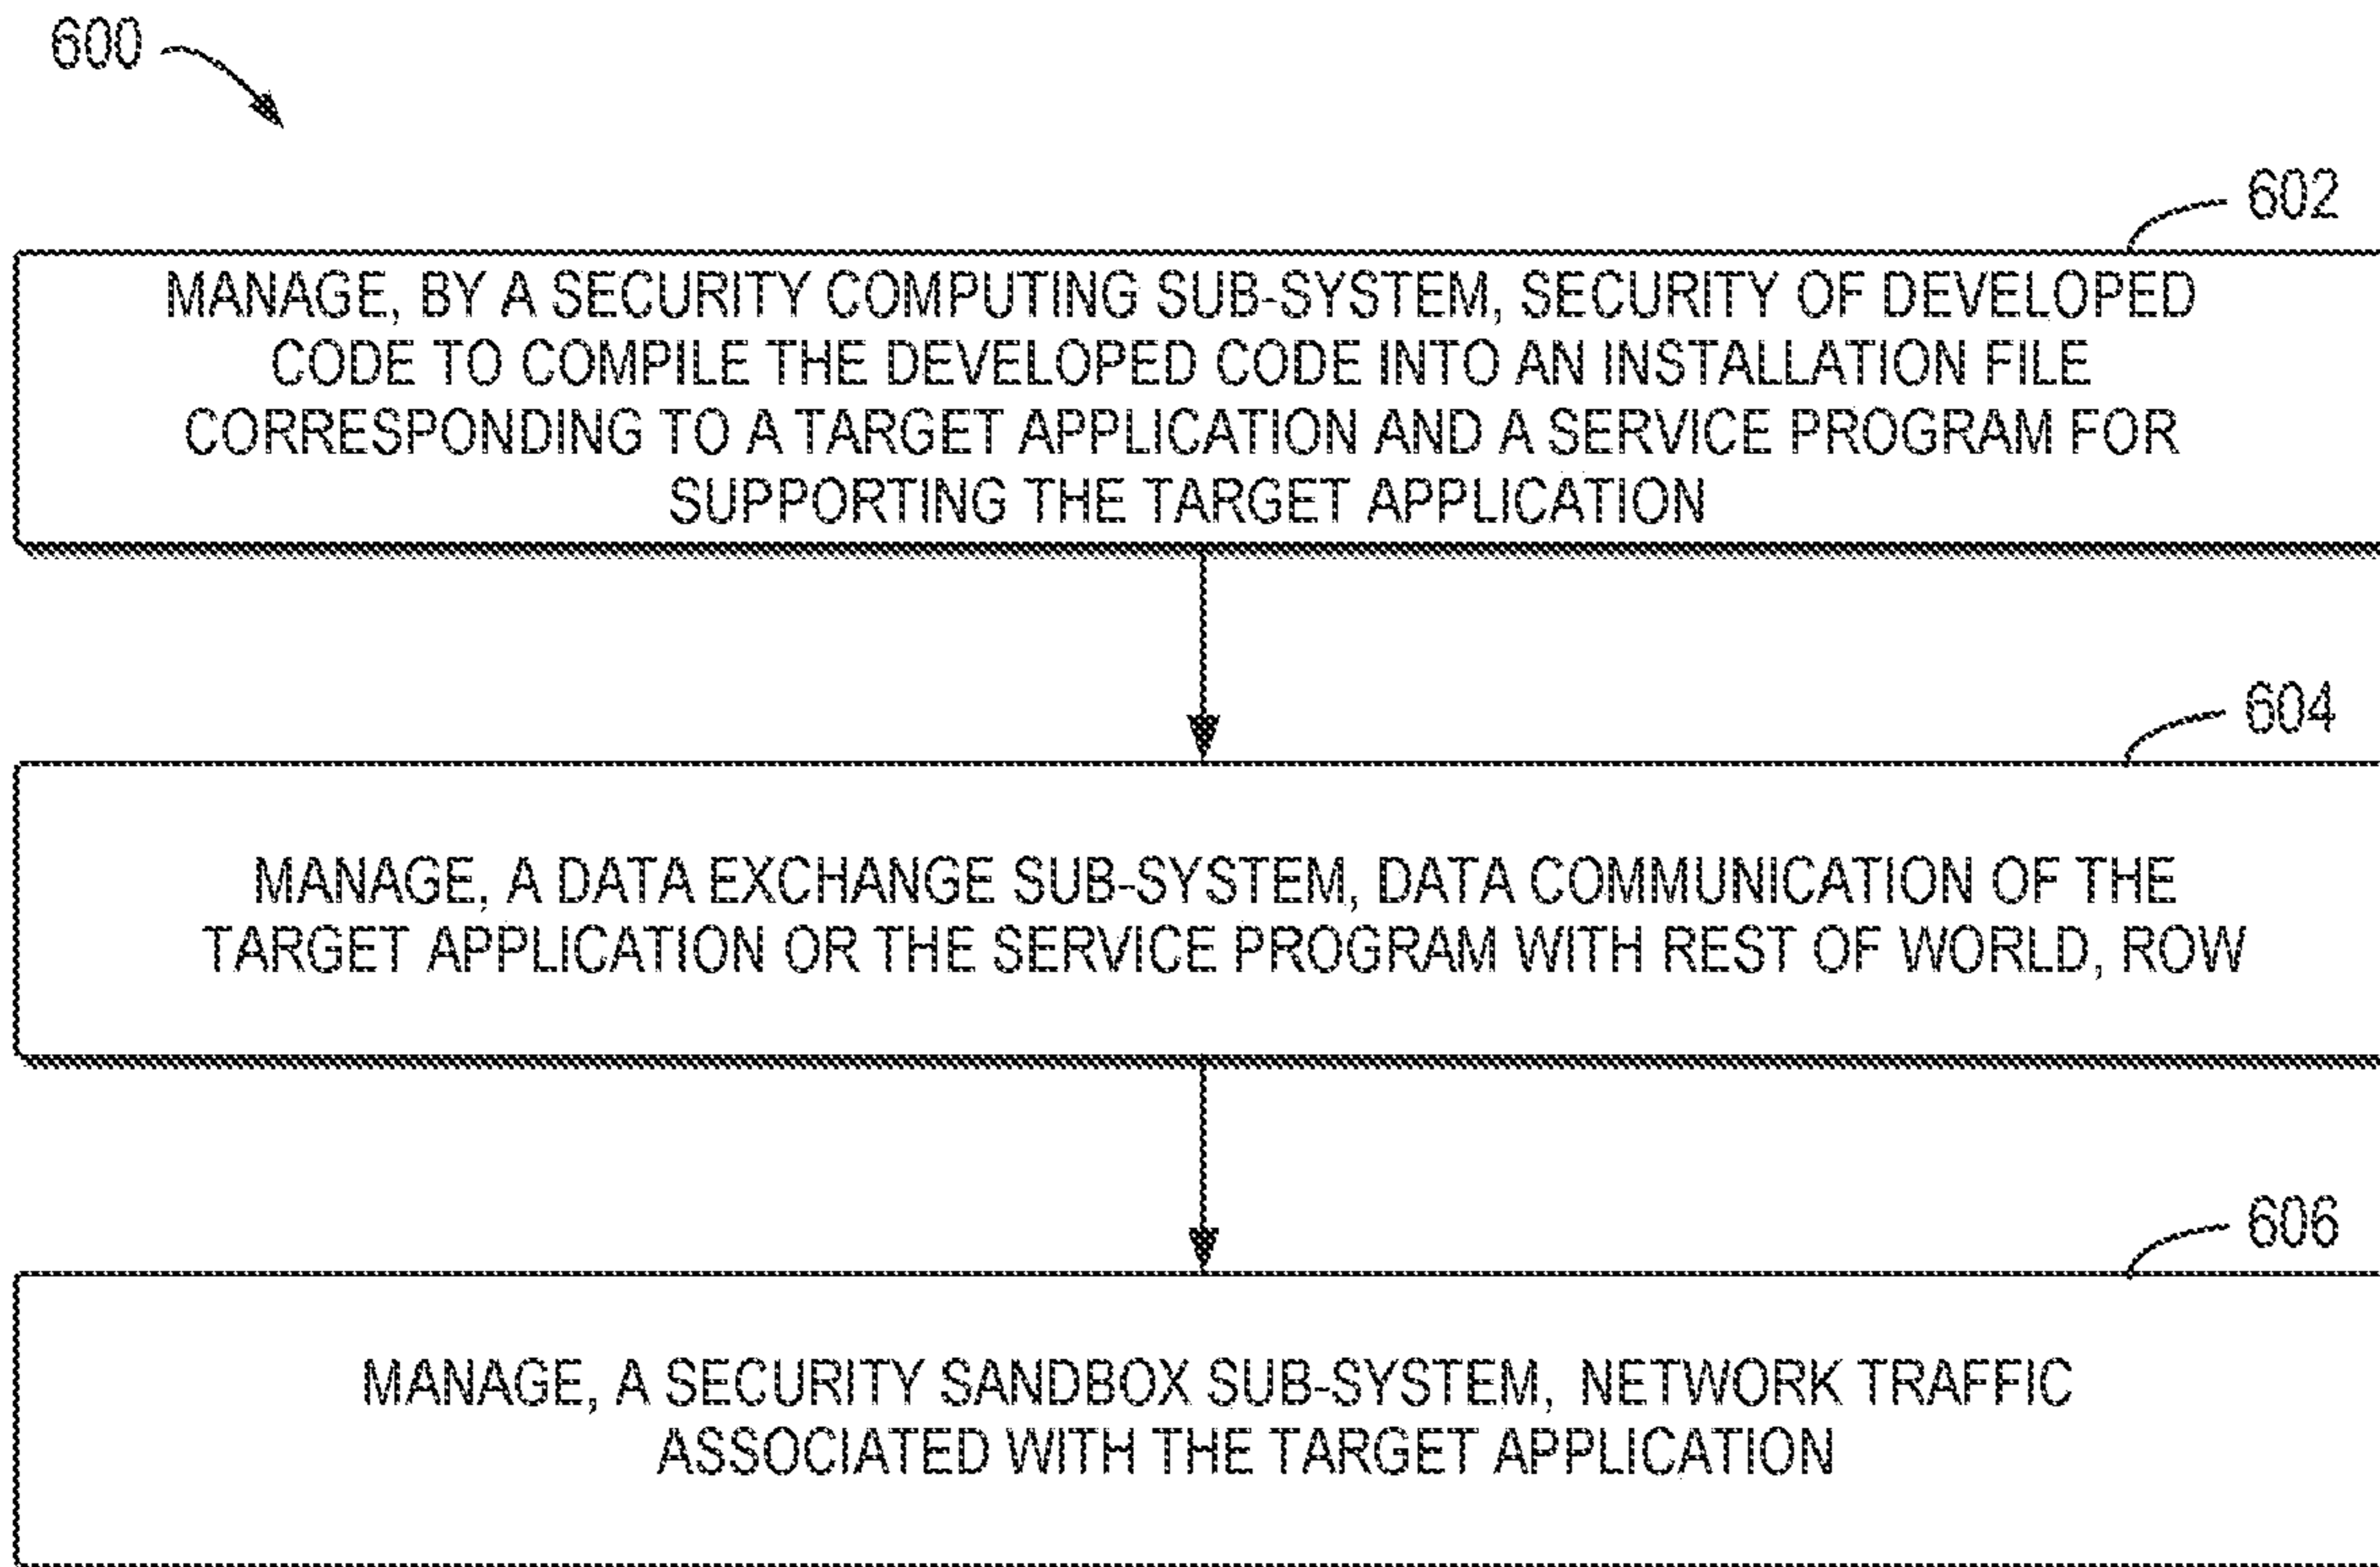 600
602
MANAGE, BY A SECURITY COMPUTING SUB-SYSTEM, SECURITY OF DEVELOPED
CODE TO COMPILE THE DEVELOPED CODE INTO AN INSTALLATION FILE
CORRESPONDING TO A TARGET APPLICATION AND A SERVICE PROGRAM FOR
SUPPORTING THE TARGET APPLICATION
604
MANAGE, A DATA EXCHANGE SUB-SYSTEM, DATA COMMUNICATION OF THE
TARGET APPLICATION OR THE SERVICE PROGRAM WITH REST OF WORLD, ROW
606
MANAGE, A SECURITY SANDBOX SUB-SYSTEM, NETWORK TRAFFIC
ASSOCIATED WITH THE TARGET APPLICATION